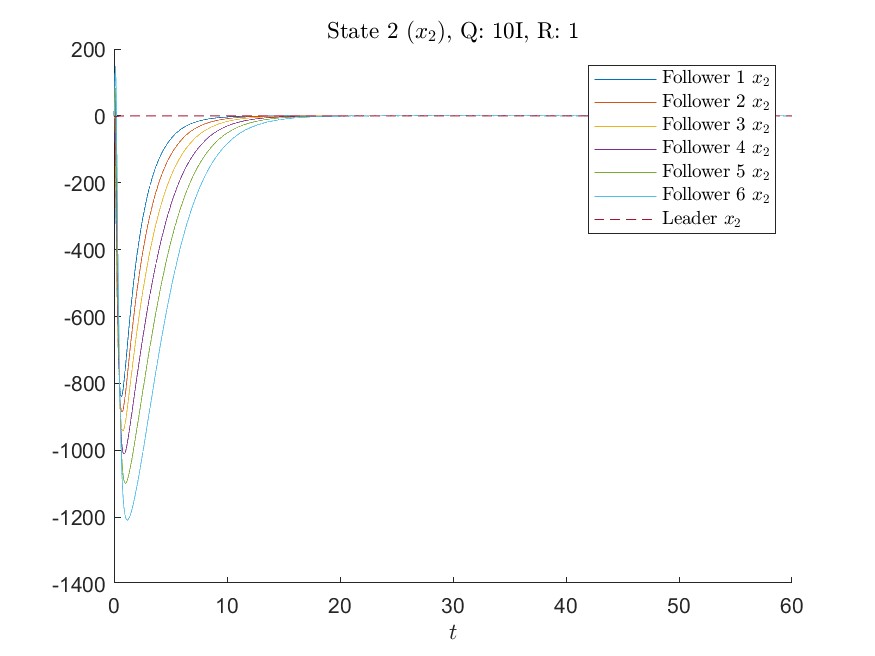 State 2 (x₂), Q: 10I, R: 1
200
0
-200
-400
-600
-800
-1000
-1200
-1400
Follower 1 x₂
Follower 2 x₂
Follower 3 x₂
Follower 4 x₂
Follower 5 x₂
Follower 6 x₂
Leader x₂
0 10 20 30 40 50 60
t